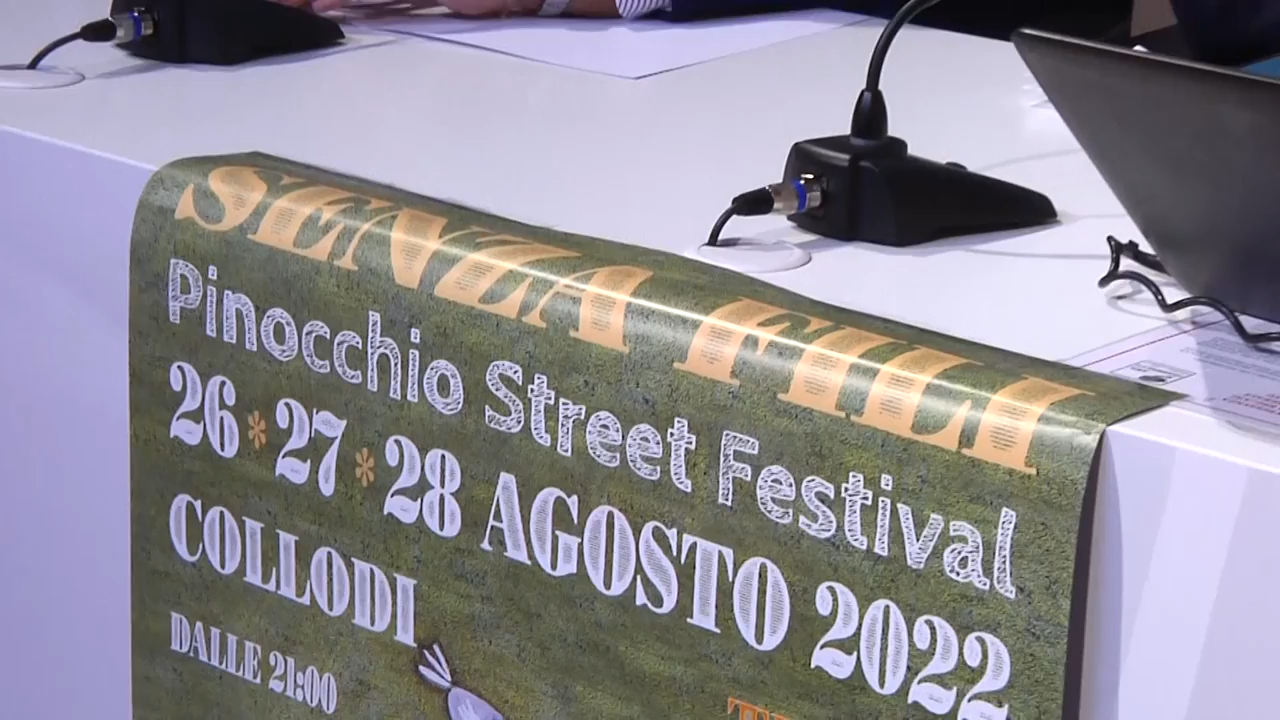 SENZA FILI
Pinocchio Street Festival
26*27*28 AGOSTO 2022
COLLODI
DALLE 21:00